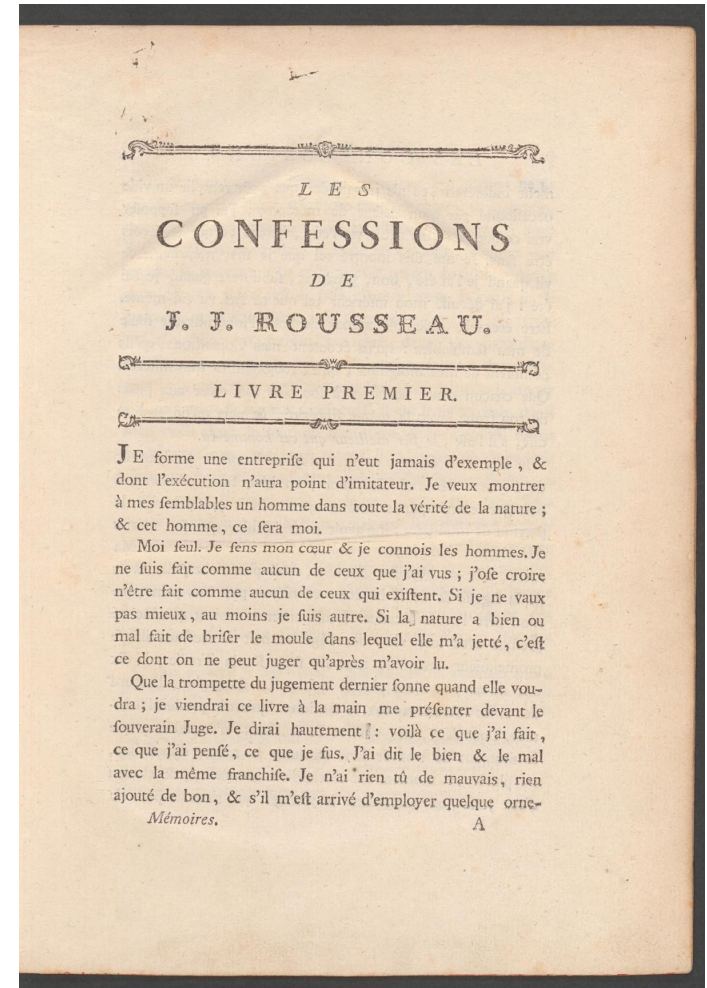 LES
CONFESSIONS
DE
J. J. ROUSSEAU.
LIVRE PREMIER.
JE forme une entrepriſe qui n'eut jamais d'exemple, &
dont l'exécution n'aura point d'imitateur. Je veux montrer
à mes ſemblables un homme dans toute la vérité de la nature;
& cet homme, ce ſera moi.
Moi ſeul. Je ſens mon cœur & je connois les hommes. Je
ne ſuis fait comme aucun de ceux que j'ai vus; j'oſe croire
n'être fait comme aucun de ceux qui exiſtent. Si je ne vaux
pas mieux, au moins je ſuis autre. Si la nature a bien ou
mal fait de briſer le moule dans lequel elle m'a jetté, c'eſt
ce dont on ne peut juger qu'après m'avoir lu.
Que la trompette du jugement dernier ſonne quand elle vou-
dra; je viendrai ce livre à la main me préſenter devant le
ſouverain Juge. Je dirai hautement: voilà ce que j'ai fait,
ce que j'ai penſé, ce que je fus. J'ai dit le bien & le mal
avec la même franchiſe. Je n'ai rien tû de mauvais, rien
ajouté de bon, & s'il m'eſt arrivé d'employer quelque orne-
Mémoires. A